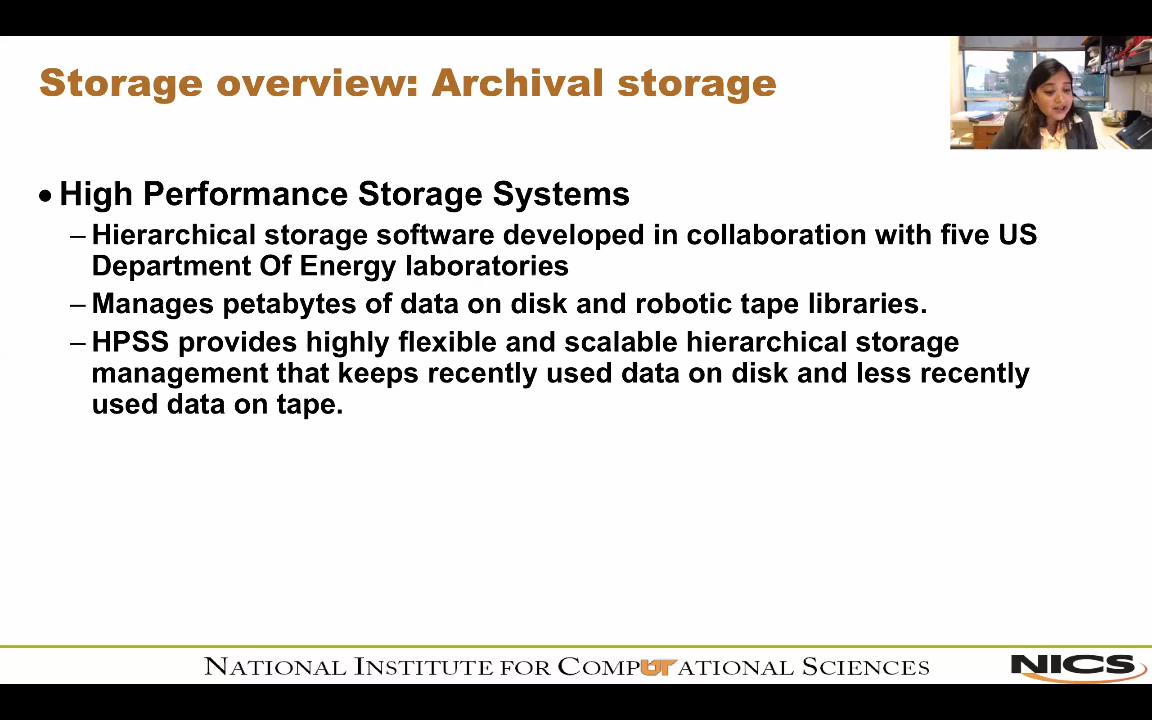 Storage overview: Archival storage
• High Performance Storage Systems
– Hierarchical storage software developed in collaboration with five US
Department Of Energy laboratories
– Manages petabytes of data on disk and robotic tape libraries.
– HPSS provides highly flexible and scalable hierarchical storage
management that keeps recently used data on disk and less recently
used data on tape.
NATIONAL INSTITUTE FOR COMPUTATIONAL SCIENCES
NICS